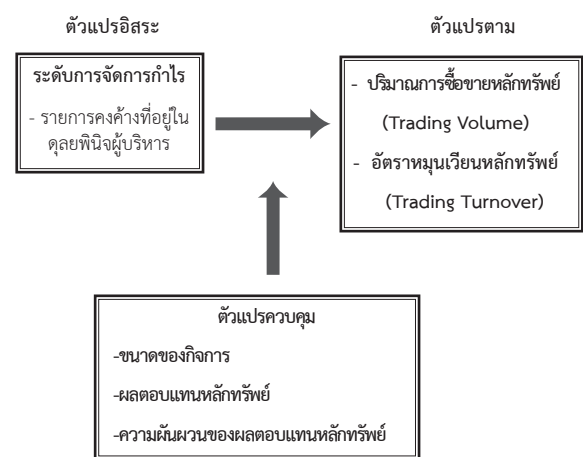 ตัวแปรอิสระ
ตัวแปรตาม
ระดับการจัดการกำไร
- รายการคงค้างที่อยู่ใน
ดุลยพินิจผู้บริหาร
- ปริมาณการซื้อขายหลักทรัพย์
(Trading Volume)
- อัตราหมุนเวียนหลักทรัพย์
(Trading Turnover)
ตัวแปรควบคุม
-ขนาดของกิจการ
-ผลตอบแทนหลักทรัพย์
-ความผันผวนของผลตอบแทนหลักทรัพย์